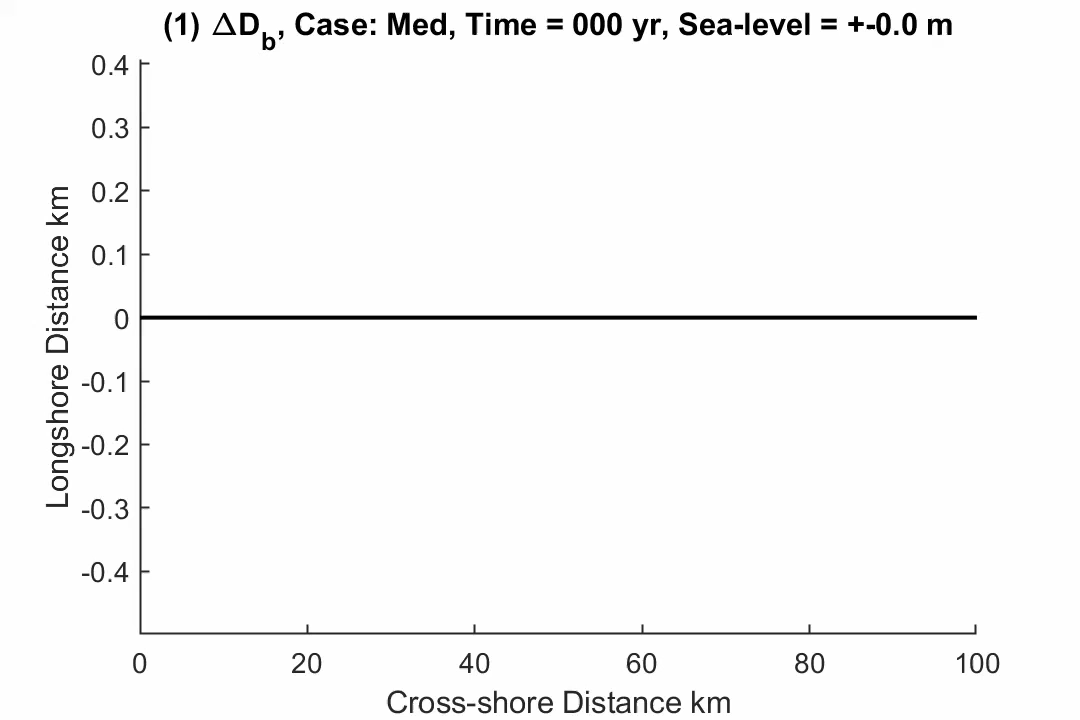 (1) ΔDb, Case: Med, Time = 000 yr, Sea-level = +-0.0 m
0.4
0.3
0.2
0.1
0
-0.1
-0.2
-0.3
-0.4
Longshore Distance km
0 20 40 60 80 100
Cross-shore Distance km